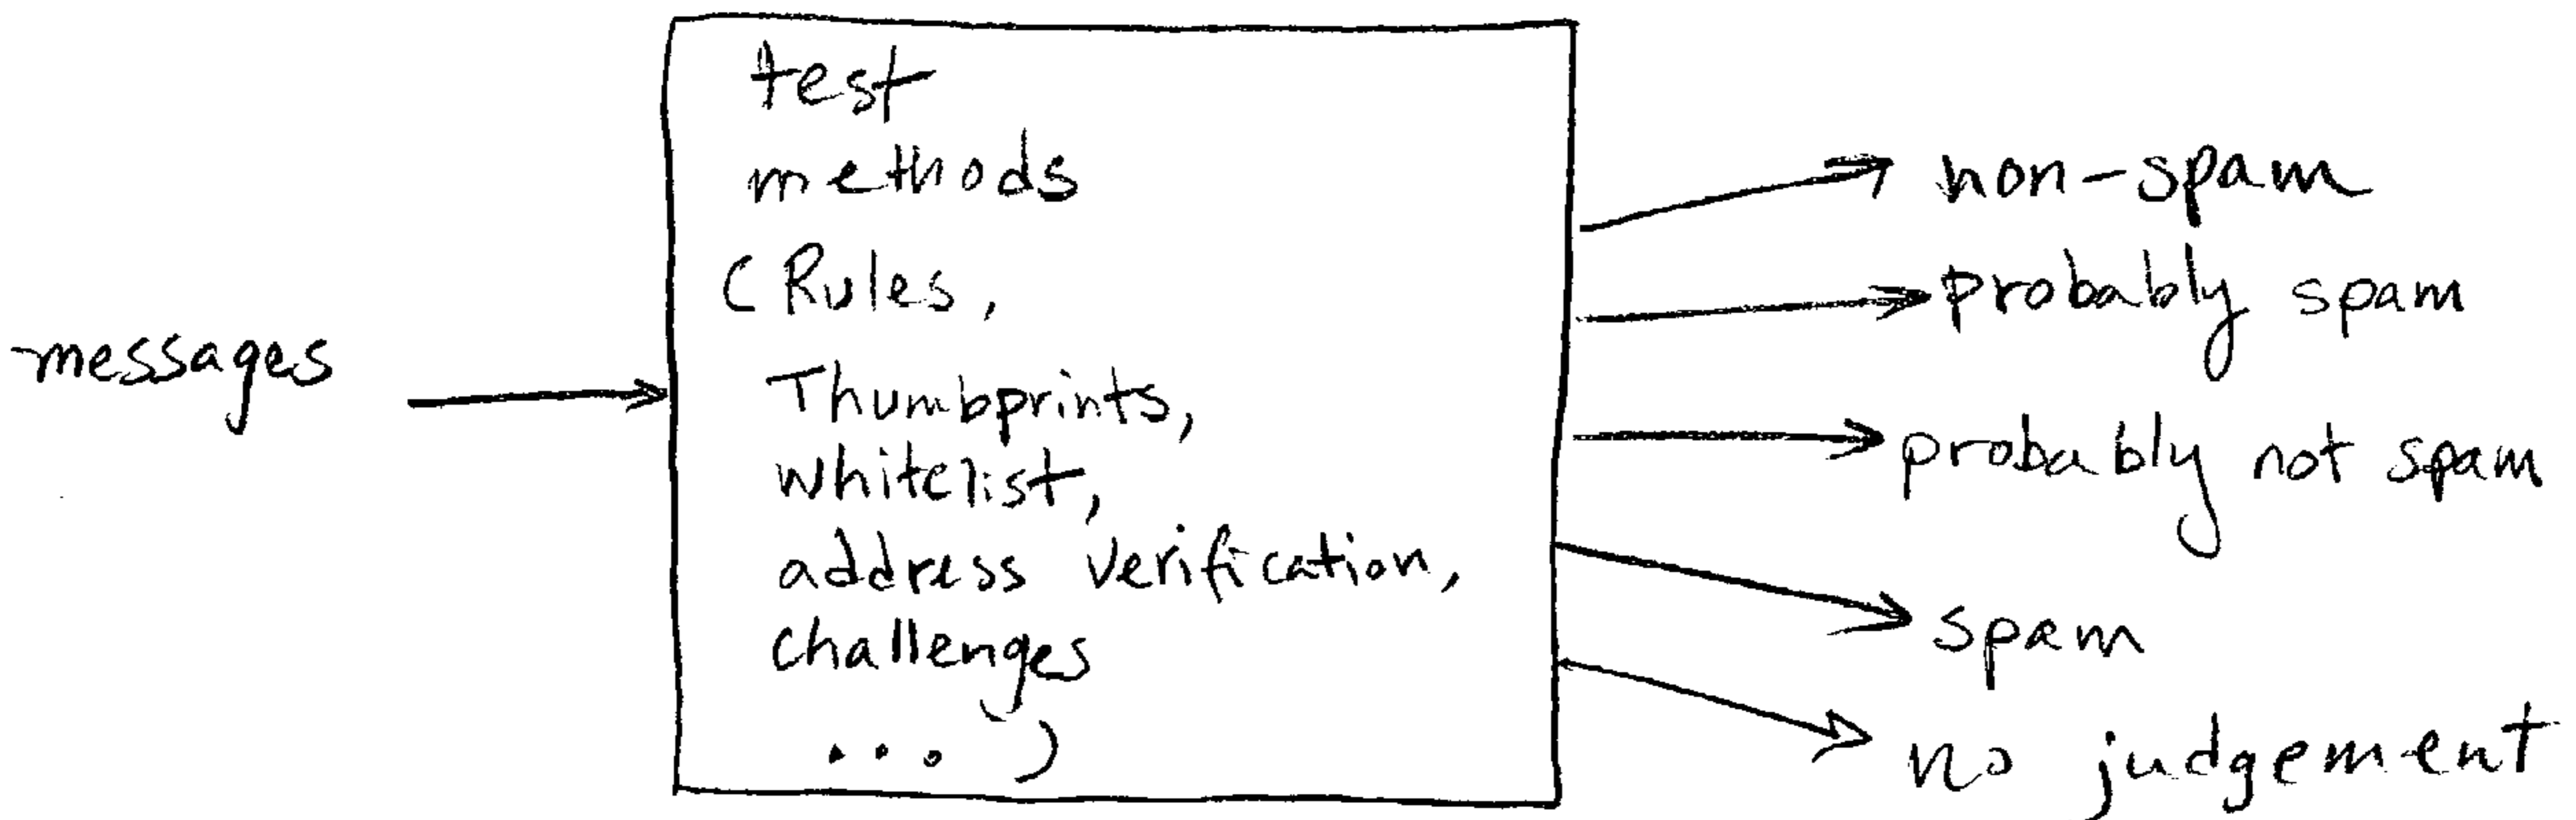 messages
test
methods
(Rules,
Thumbprints,
whitelist,
address verification,
challenges
...)
non-spam
probably spam
probably not spam
spam
no judgement